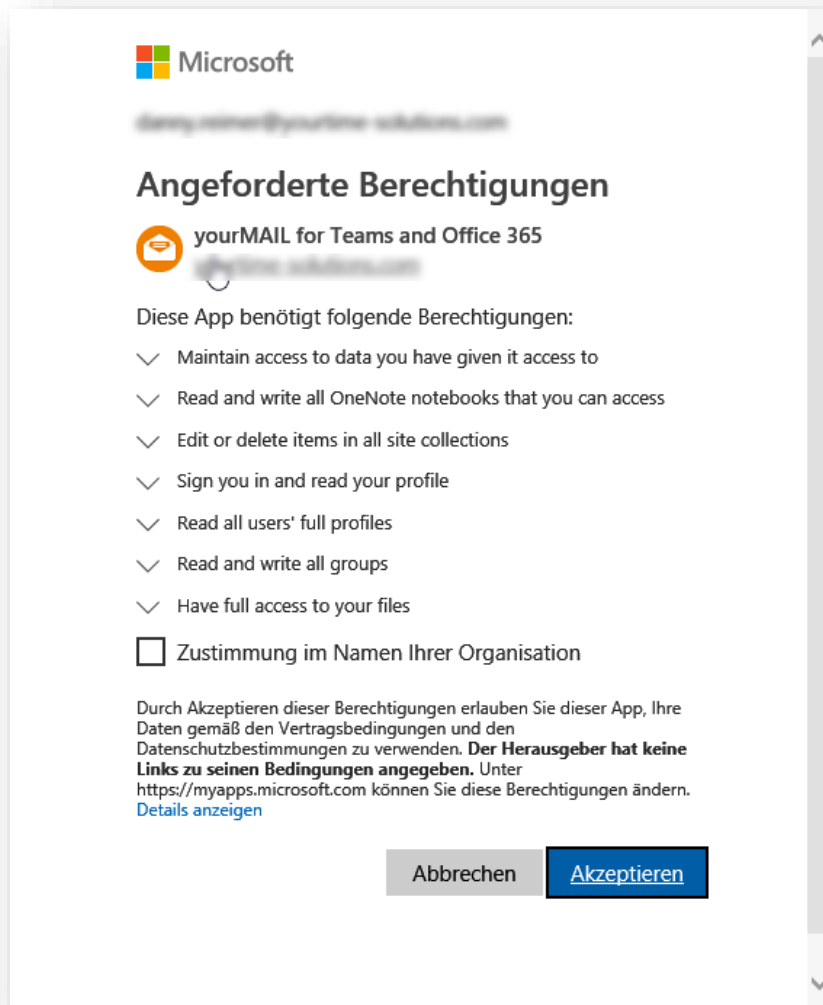 Microsoft
Angeforderte Berechtigungen
yourMAIL for Teams and Office 365
Diese App benötigt folgende Berechtigungen:
Maintain access to data you have given it access to
Read and write all OneNote notebooks that you can access
Edit or delete items in all site collections
Sign you in and read your profile
Read all users' full profiles
Read and write all groups
Have full access to your files
Zustimmung im Namen Ihrer Organisation
Durch Akzeptieren dieser Berechtigungen erlauben Sie dieser App, Ihre
Daten gemäß den Vertragsbedingungen und den
Datenschutzbestimmungen zu verwenden. Der Herausgeber hat keine
Links zu seinen Bedingungen angegeben. Unter
https://myapps.microsoft.com können Sie diese Berechtigungen ändern.
Details anzeigen
Abbrechen Akzeptieren